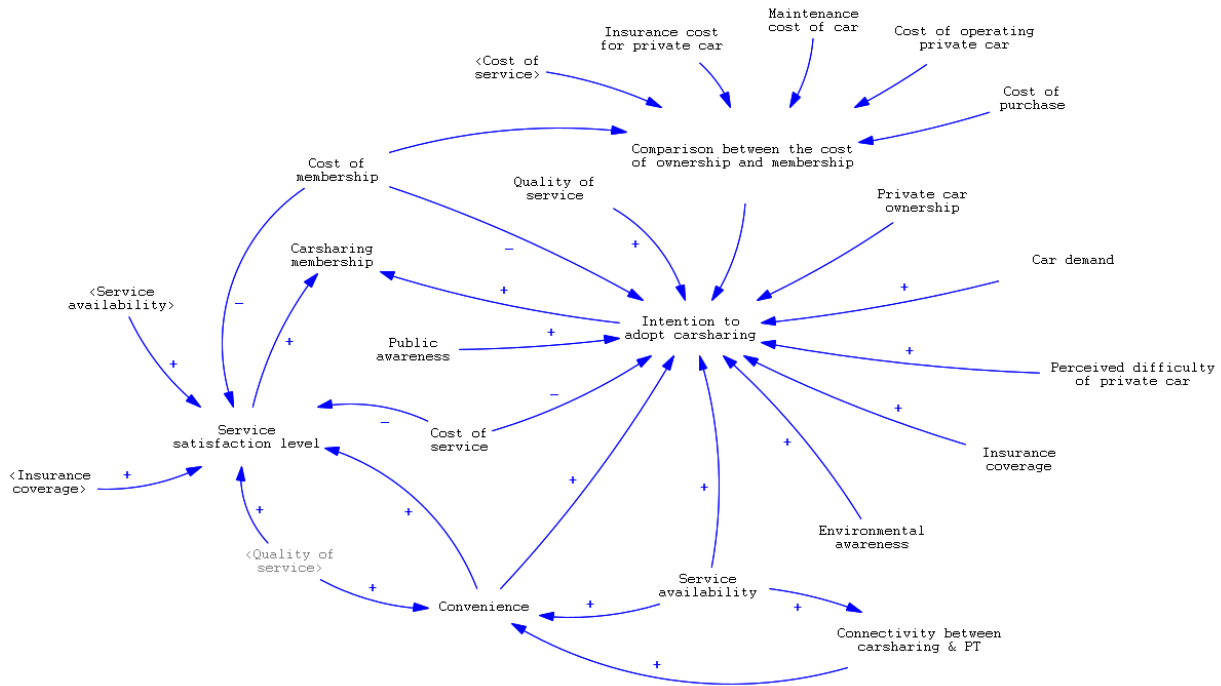 Maintenance
cost of car
Insurance cost
for private car
Cost of operating
private car
<Cost of
service>
Cost of
purchase
Comparison between the cost
of ownership and membership
Cost of
membership
Quality of
service
Private car
ownership
–
+
Carsharing
membership
Car demand
+
<Service
availability>
–
+
Intention to
adopt carsharing
+
+
Public
awareness
+
+
Perceived difficulty
of private car
–
+
Service
satisfaction level
–
Cost of
service
Insurance
coverage
+
<Insurance
coverage>
+
+
+
+
+
Environmental
awareness
<Quality of
service>
+
Convenience
+
Service
availability
+
Connectivity between
carsharing & PT
+